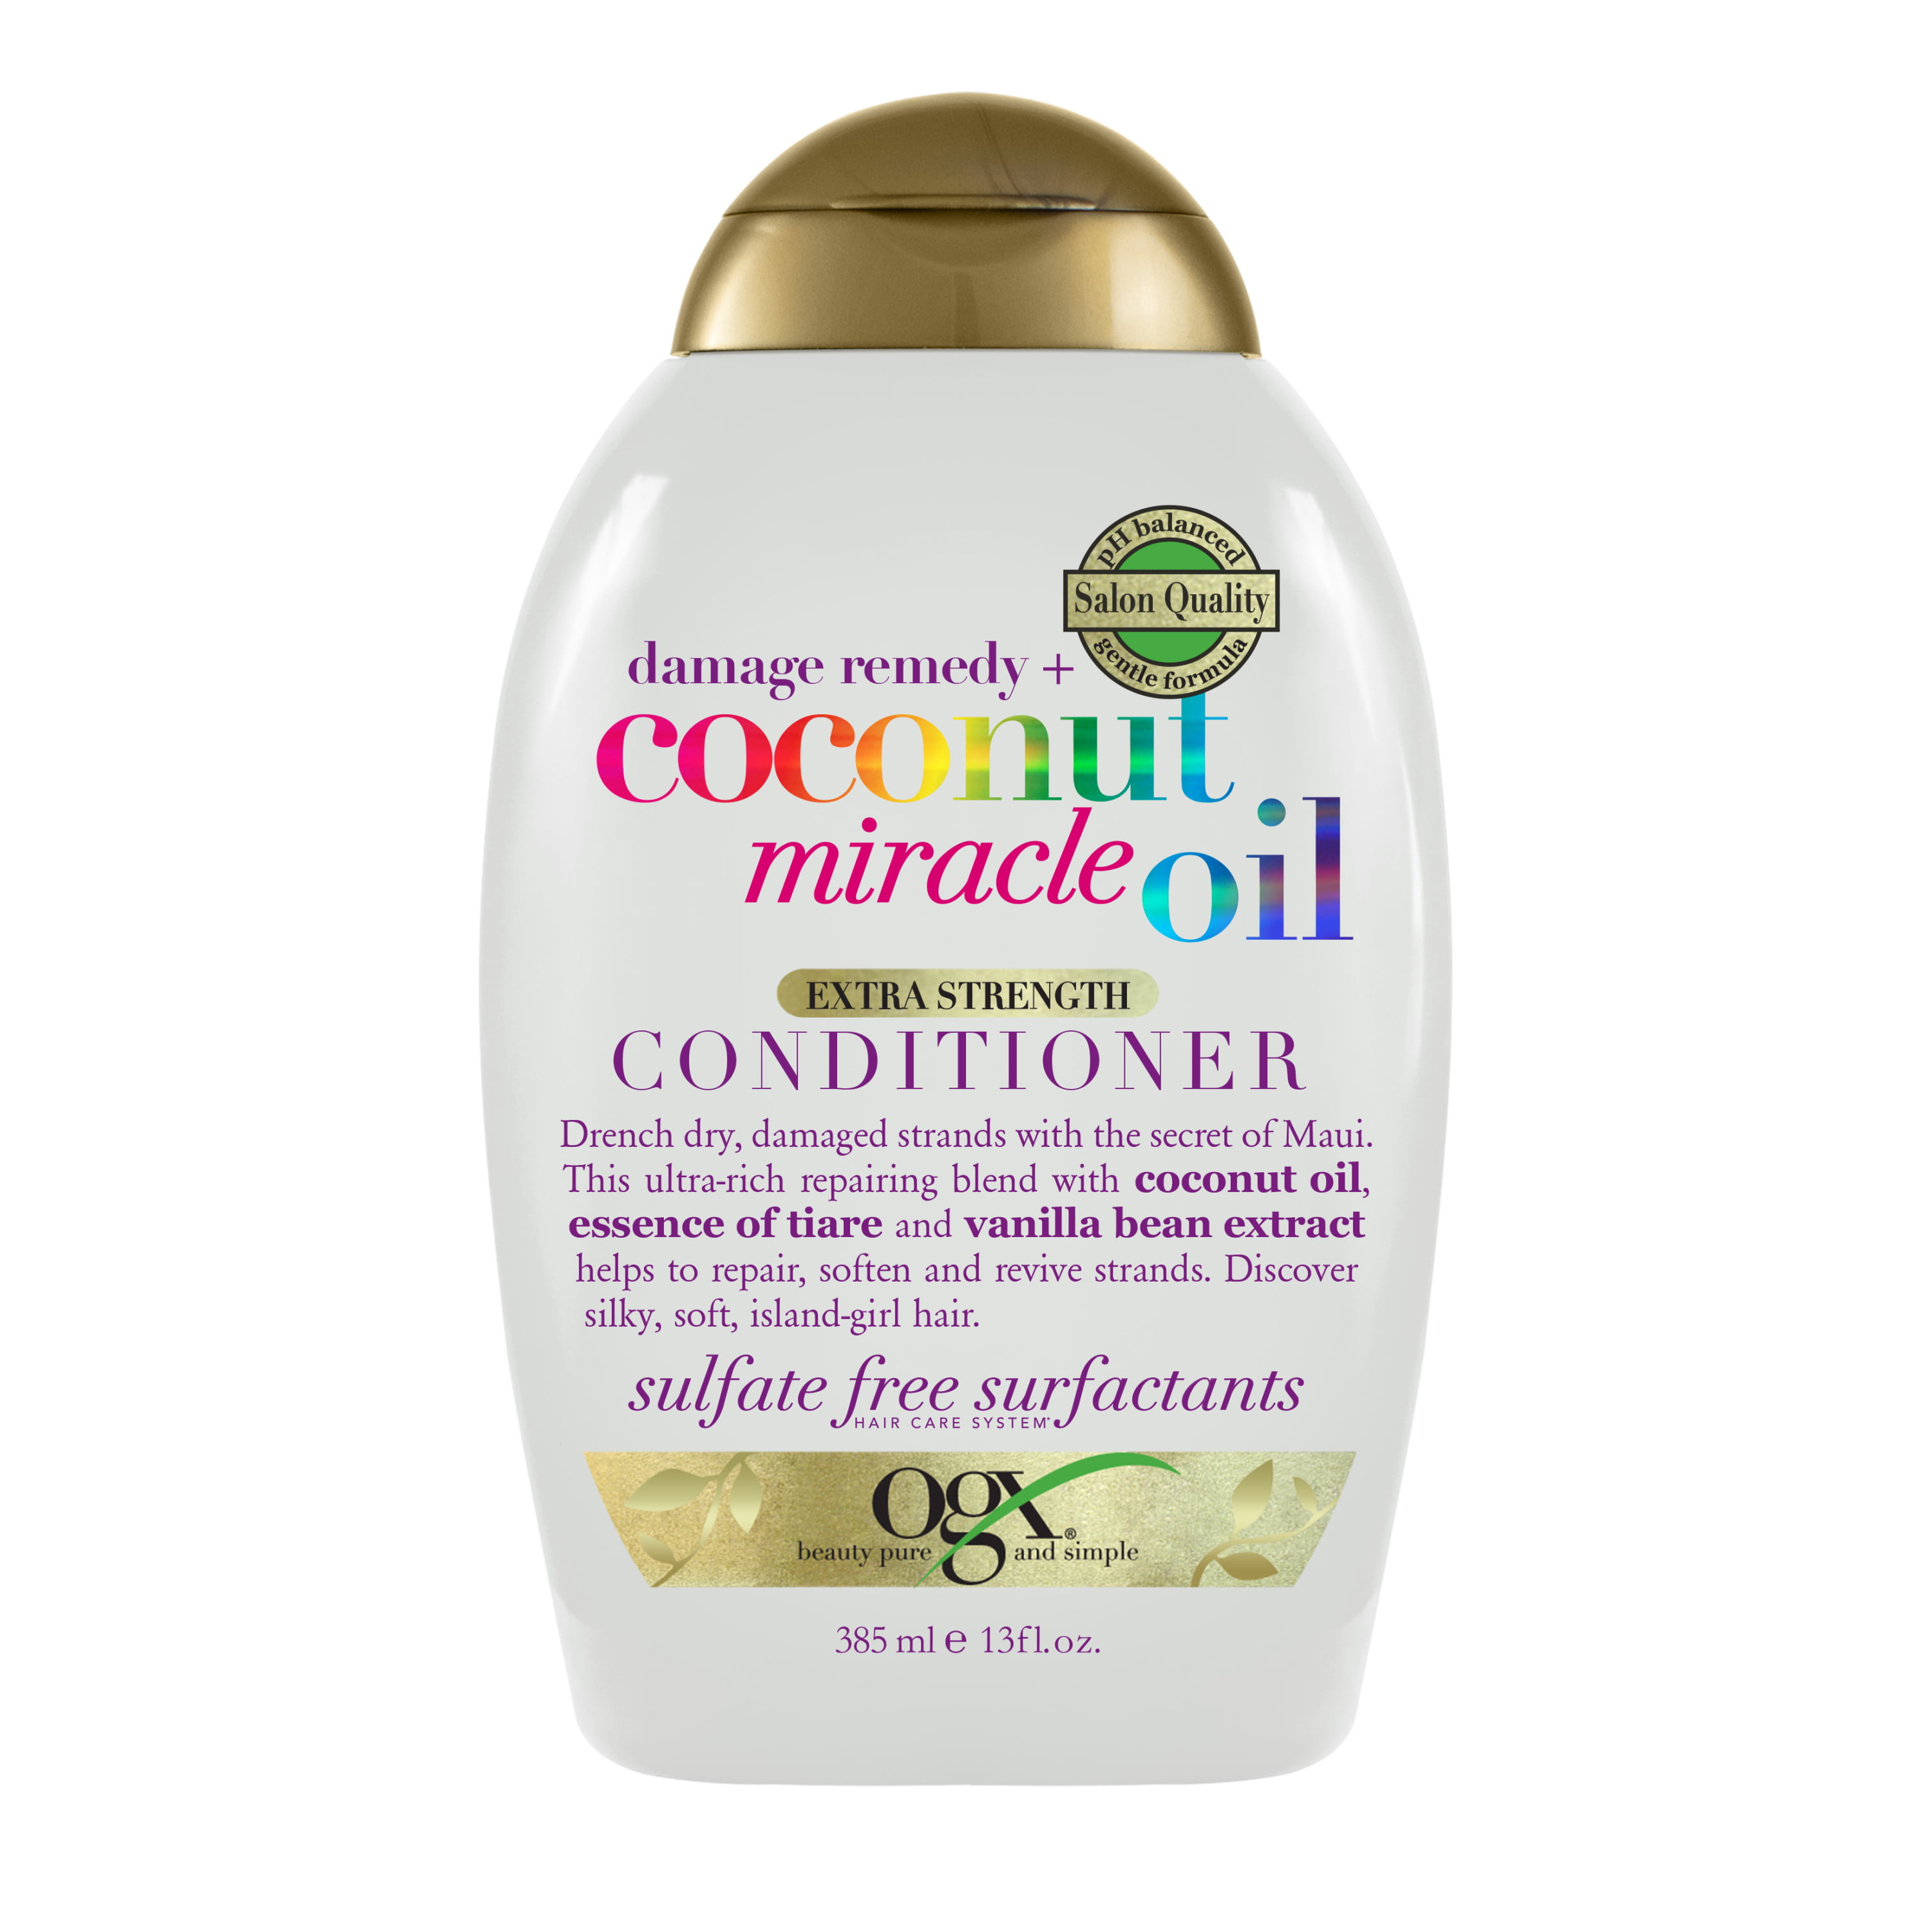 pH balanced
Salon Quality
gentle formula
damage remedy +
coconut
miracle oil
EXTRA STRENGTH
CONDITIONER
Drench dry, damaged strands with the secret of Maui.
This ultra-rich repairing blend with coconut oil,
essence of tiare and vanilla bean extract
helps to repair, soften and revive strands. Discover
silky, soft, island-girl hair.
sulfate free surfactants
HAIR CARE SYSTEM
ogx®
beauty pure and simple
385 ml ℮ 13fl.oz.